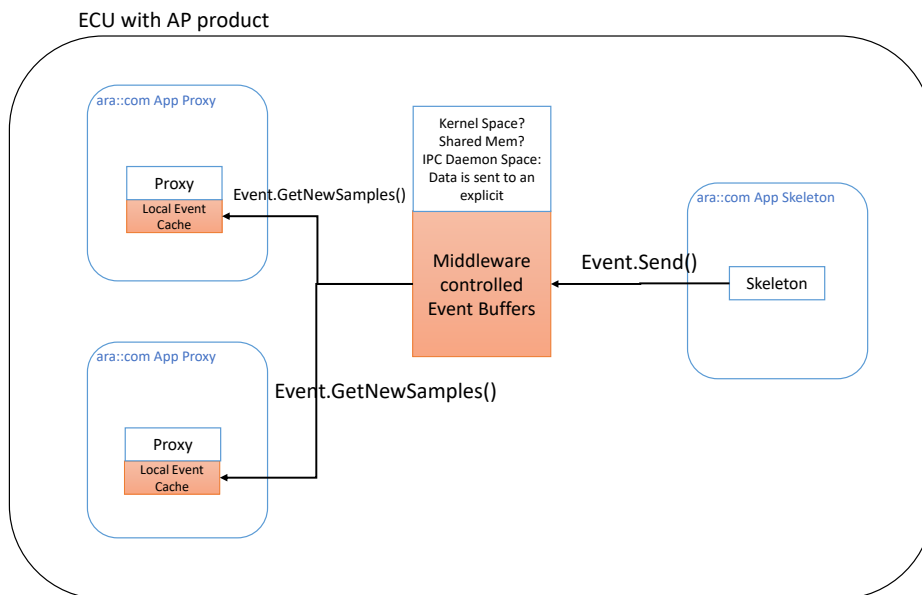 ECU with AP product
ara::com App Proxy
Proxy
Local Event
Cache
Event.GetNewSamples()
Kernel Space?
Shared Mem?
IPC Daemon Space:
Data is sent to an
explicit
Middleware
controlled
Event Buffers
Event.Send()
ara::com App Skeleton
Skeleton
ara::com App Proxy
Event.GetNewSamples()
Proxy
Local Event
Cache